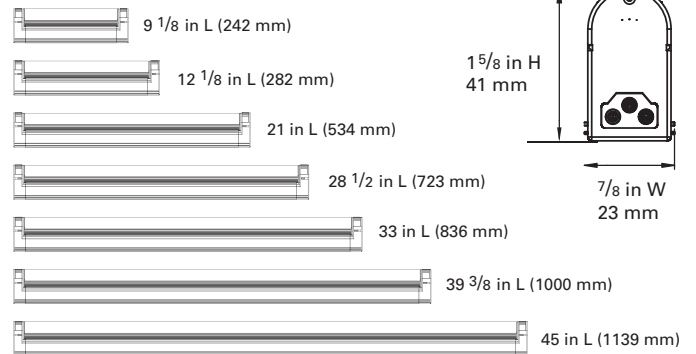 9 1/8 in L (242 mm)
12 1/8 in L (282 mm)
21 in L (534 mm)
28 1/2 in L (723 mm)
33 in L (836 mm)
39 3/8 in L (1000 mm)
45 in L (1139 mm)
1 5/8 in H
41 mm
7/8 in W
23 mm